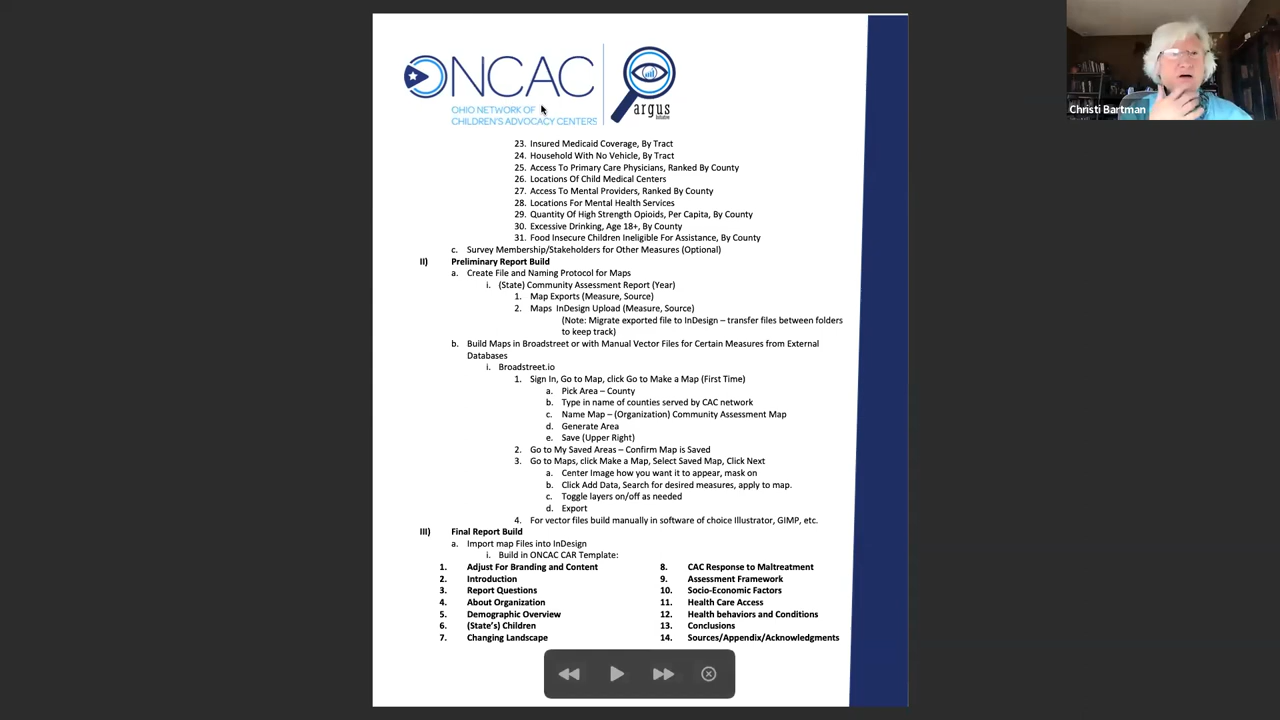 ONCAC
OHIO NETWORK OF
CHILDREN'S ADVOCACY CENTERS
argus
Initiative
Christi Bartman
23. Insured Medicaid Coverage, By Tract
24. Household With No Vehicle, By Tract
25. Access To Primary Care Physicians, Ranked By County
26. Locations Of Child Medical Centers
27. Access To Mental Providers, Ranked By County
28. Locations For Mental Health Services
29. Quantity Of High Strength Opioids, Per Capita, By County
30. Excessive Drinking, Age 18+, By County
31. Food Insecure Children Ineligible For Assistance, By County
c. Survey Membership/Stakeholders for Other Measures (Optional)
II) Preliminary Report Build
a. Create File and Naming Protocol for Maps
i. (State) Community Assessment Report (Year)
1. Map Exports (Measure, Source)
2. Maps InDesign Upload (Measure, Source)
(Note: Migrate exported file to InDesign – transfer files between folders
to keep track)
b. Build Maps in Broadstreet or with Manual Vector Files for Certain Measures from External
Databases
i. Broadstreet.io
1. Sign In, Go to Map, click Go to Make a Map (First Time)
a. Pick Area – County
b. Type in name of counties served by CAC network
c. Name Map – (Organization) Community Assessment Map
d. Generate Area
e. Save (Upper Right)
2. Go to My Saved Areas – Confirm Map is Saved
3. Go to Maps, click Make a Map, Select Saved Map, Click Next
a. Center Image how you want it to appear, mask on
b. Click Add Data, Search for desired measures, apply to map.
c. Toggle layers on/off as needed
d. Export
4. For vector files build manually in software of choice Illustrator, GIMP, etc.
III) Final Report Build
a. Import map Files into InDesign
i. Build in ONCAC CAR Template:
1. Adjust For Branding and Content
2. Introduction
3. Report Questions
4. About Organization
5. Demographic Overview
6. (State's) Children
7. Changing Landscape
8. CAC Response to Maltreatment
9. Assessment Framework
10. Socio-Economic Factors
11. Health Care Access
12. Health behaviors and Conditions
13. Conclusions
14. Sources/Appendix/Acknowledgments